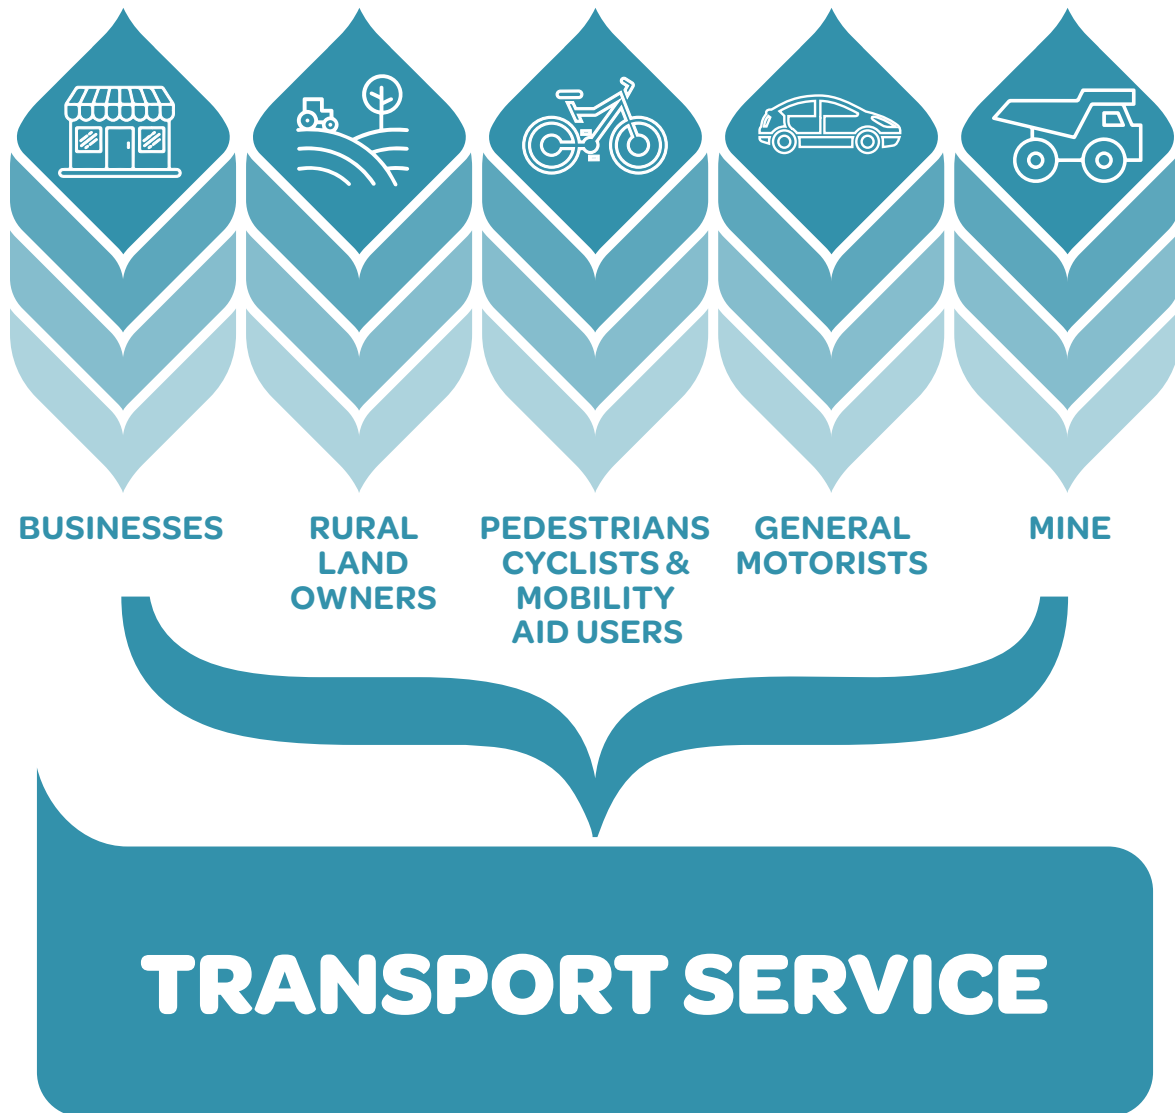 BUSINESSES
RURAL
LAND
OWNERS
PEDESTRIANS
CYCLISTS &
MOBILITY
AID USERS
GENERAL
MOTORISTS
MINE
TRANSPORT SERVICE